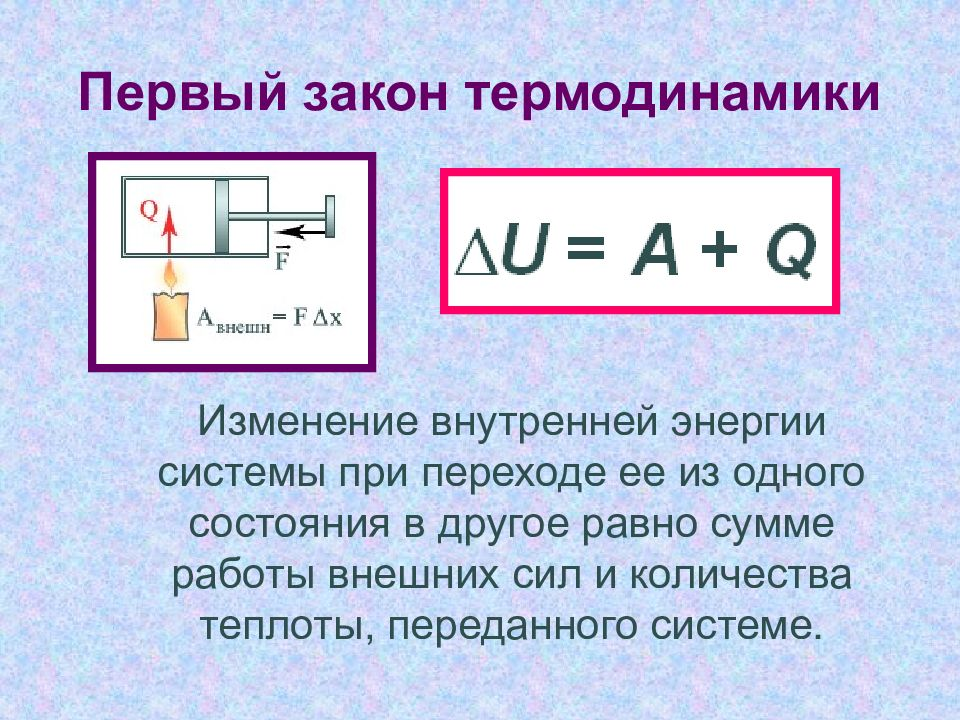 Первый закон термодинамики
Q
F
A внешн = F Δx
ΔU = A + Q
Изменение внутренней энергии
системы при переходе ее из одного
состояния в другое равно сумме
работы внешних сил и количества
теплоты, переданного системе.